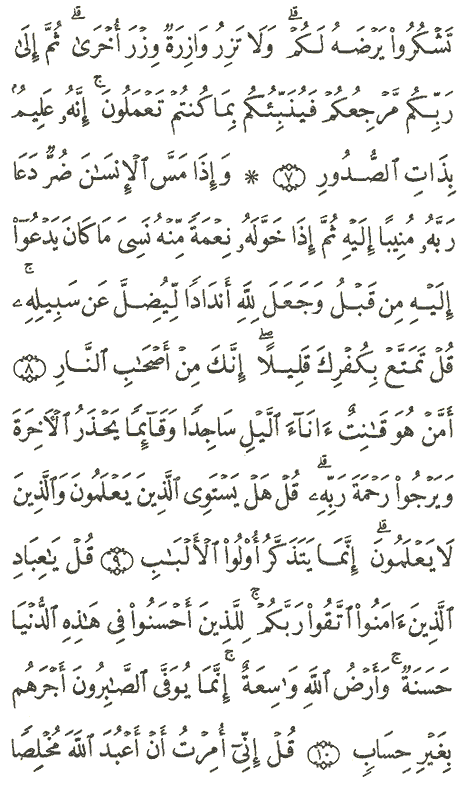 تَشۡكُرُواْ يَرۡضَهُ لَكُمۡۗ وَلَا تَزِرُ وَازِرَةٞ وِزۡرَ أُخۡرَىٰۗ ثُمَّ إِلَىٰ
رَبِّكُم مَّرۡجِعُكُمۡ فَيُنَبِّئُكُم بِمَا كُنتُمۡ تَعۡمَلُونَۚ إِنَّهُۥ عَلِيمُۢ
بِذَاتِ ٱلصُّدُورِ ٧ * وَإِذَا مَسَّ ٱلۡإِنسَٰنَ ضُرّٞ دَعَا
رَبَّهُۥ مُنِيبًا إِلَيۡهِ ثُمَّ إِذَا خَوَّلَهُۥ نِعۡمَةٗ مِّنۡهُ نَسِيَ مَا كَانَ يَدۡعُوٓاْ
إِلَيۡهِ مِن قَبۡلُ وَجَعَلَ لِلَّهِ أَندَادٗا لِّيُضِلَّ عَن سَبِيلِهِۦۚ
قُلۡ تَمَتَّعۡ بِكُفۡرِكَ قَلِيلًاۖ إِنَّكَ مِنۡ أَصۡحَٰبِ ٱلنَّارِ ٨
أَمَّنۡ هُوَ قَٰنِتٌ ءَانَآءَ ٱلَّيۡلِ سَاجِدٗا وَقَآئِمٗا يَحۡذَرُ ٱلۡأٓخِرَةَ
وَيَرۡجُواْ رَحۡمَةَ رَبِّهِۦۗ قُلۡ هَلۡ يَسۡتَوِي ٱلَّذِينَ يَعۡلَمُونَ وَٱلَّذِينَ
لَا يَعۡلَمُونَۗ إِنَّمَا يَتَذَكَّرُ أُوْلُواْ ٱلۡأَلۡبَٰبِ ٩ قُلۡ يَٰعِبَادِ
ٱلَّذِينَ ءَامَنُواْ ٱتَّقُواْ رَبَّكُمۡۚ لِلَّذِينَ أَحۡسَنُواْ فِي هَٰذِهِ ٱلدُّنۡيَا
حَسَنَةٞۗ وَأَرۡضُ ٱللَّهِ وَٰسِعَةٌۗ إِنَّمَا يُوَفَّى ٱلصَّٰبِرُونَ أَجۡرَهُم
بِغَيۡرِ حِسَابٖ ١٠ قُلۡ إِنِّيٓ أُمِرۡتُ أَنۡ أَعۡبُدَ ٱللَّهَ مُخۡلِصٗا